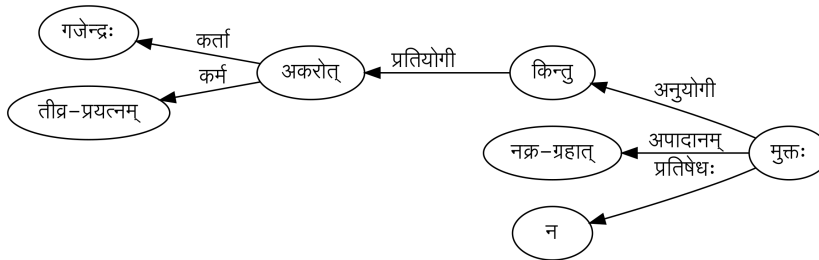 गजेन्द्रः
कर्ता
कर्म
तीव्र-प्रयत्नम्
अकरोत्
प्रतियोगी
किन्तु
अनुयोगी
नक्र-ग्रहात्
अपादानम्
मुक्तः
प्रतिषेधः
न